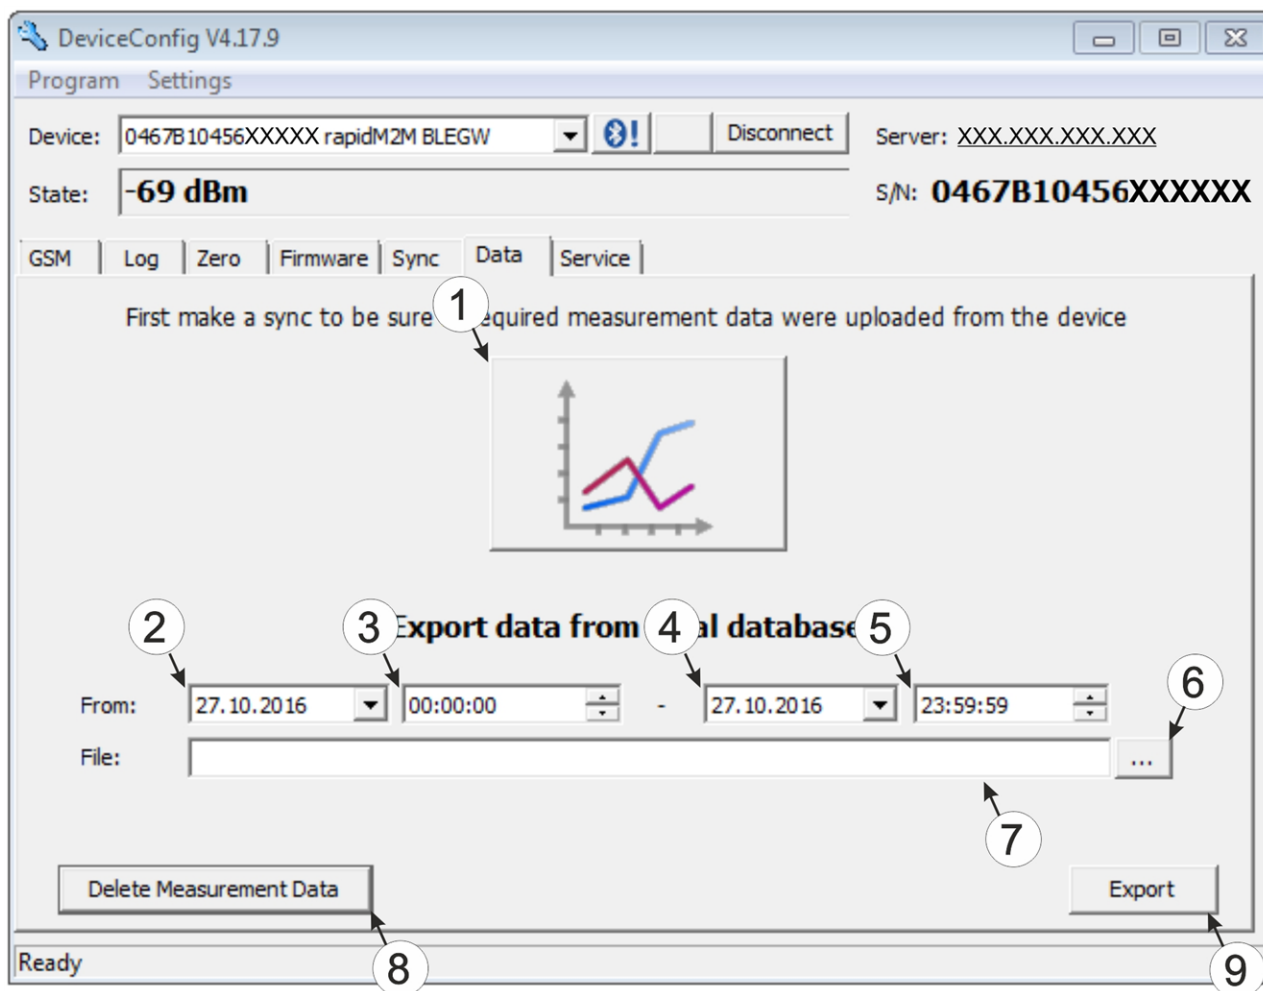 DeviceConfig V4.17.9
Program Settings
Device: 0467B10456XXXXX rapidM2M BLEGW ! Disconnect Server: XXX.XXX.XXX.XXX
State: -69 dBm S/N: 0467B10456XXXXXX
GSM Log Zero Firmware Sync Data Service
1
First make a sync to be sure equired measurement data were uploaded from the device
2 3 Export data from al database 4 5
6
From: 27.10.2016 00:00:00 - 27.10.2016 23:59:59
File: ...
7
Delete Measurement Data Export
8 9
Ready